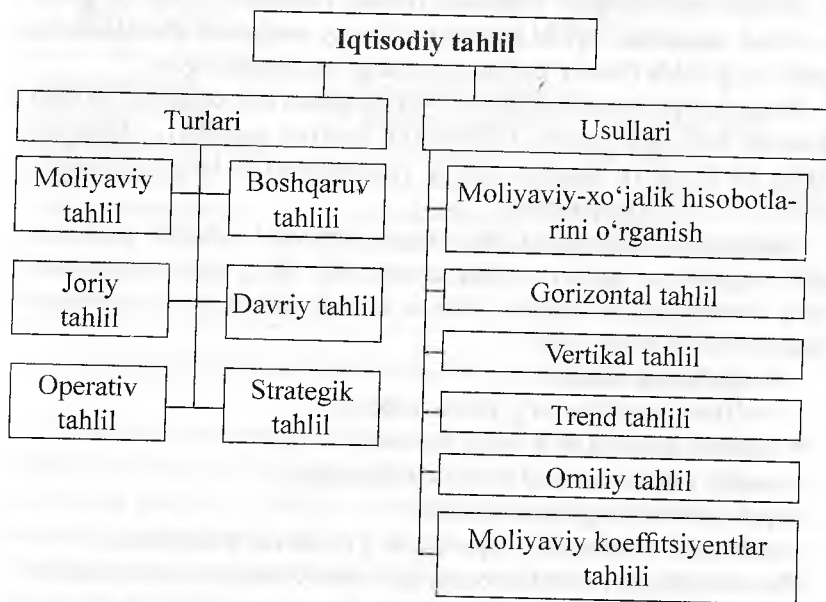 Iqtisodiy tahlil
Turlari
Moliyaviy
tahlil
Boshqaruv
tahlili
Joriy
tahlil
Davriy tahlil
Operativ
tahlil
Strategik
tahlil
Usullari
Moliyaviy-xo‘jalik hisobotla-
rini o‘rganish
Gorizontal tahlil
Vertikal tahlil
Trend tahlili
Omiliy tahlil
Moliyaviy koeffitsiyentlar
tahlili